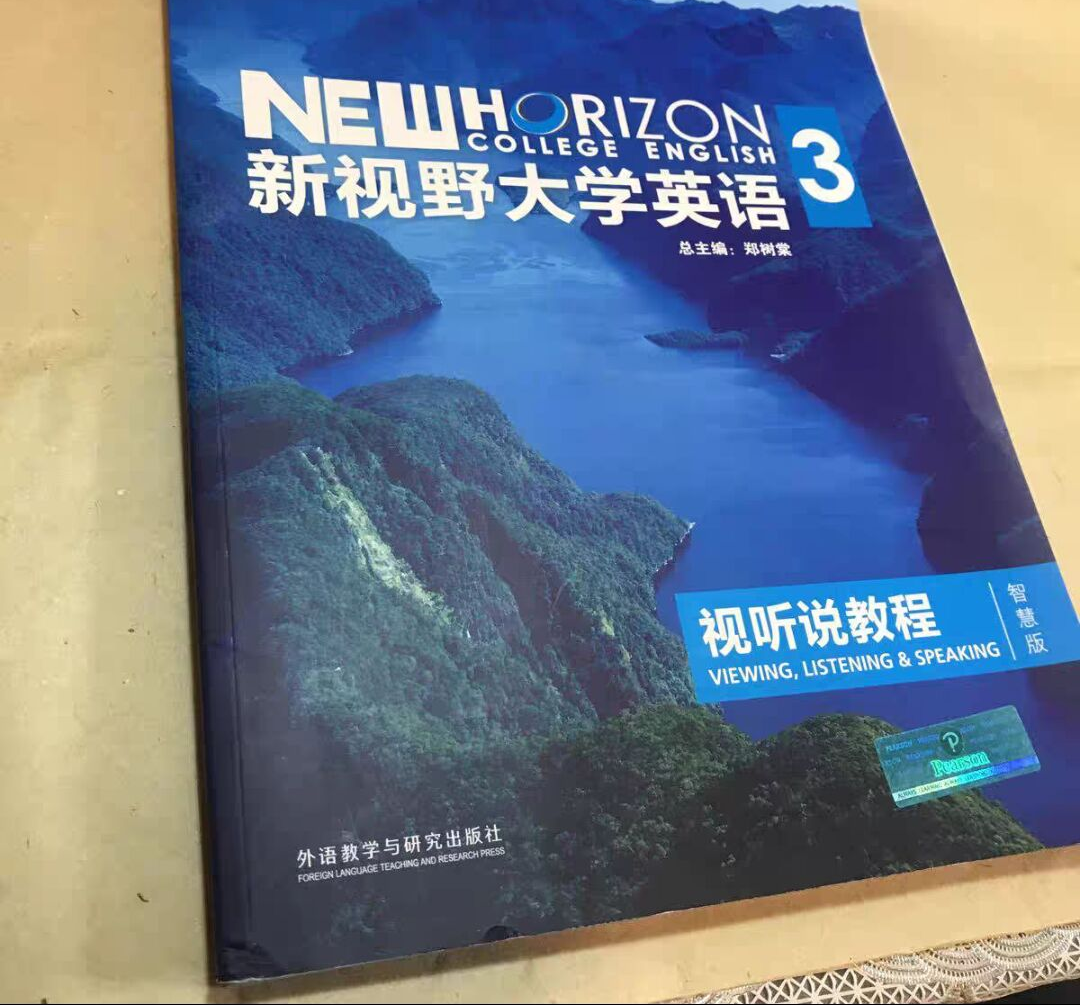 NEW HORIZON
COLLEGE ENGLISH
3
新视野大学英语
总主编：郑树棠
视听说教程
VIEWING, LISTENING & SPEAKING
智慧版
Pearson
外语教学与研究出版社
FOREIGN LANGUAGE TEACHING AND RESEARCH PRESS